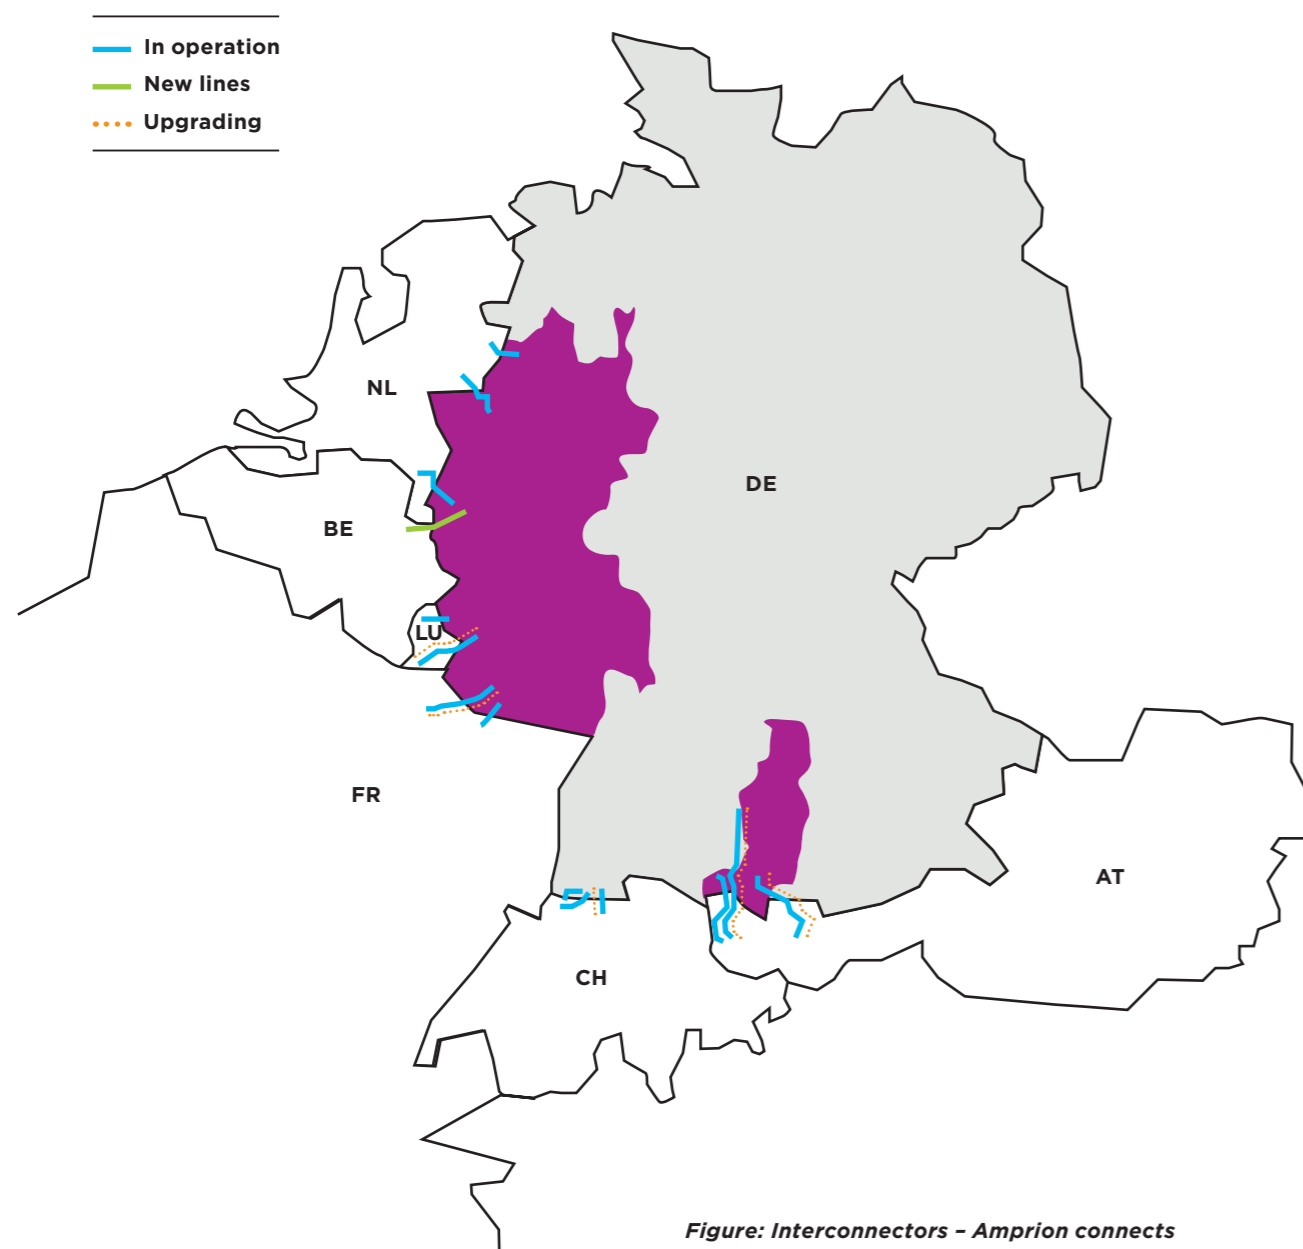 In operation
New lines
Upgrading
NL
DE
BE
LU
FR
AT
CH
Figure: Interconnectors – Amprion connects